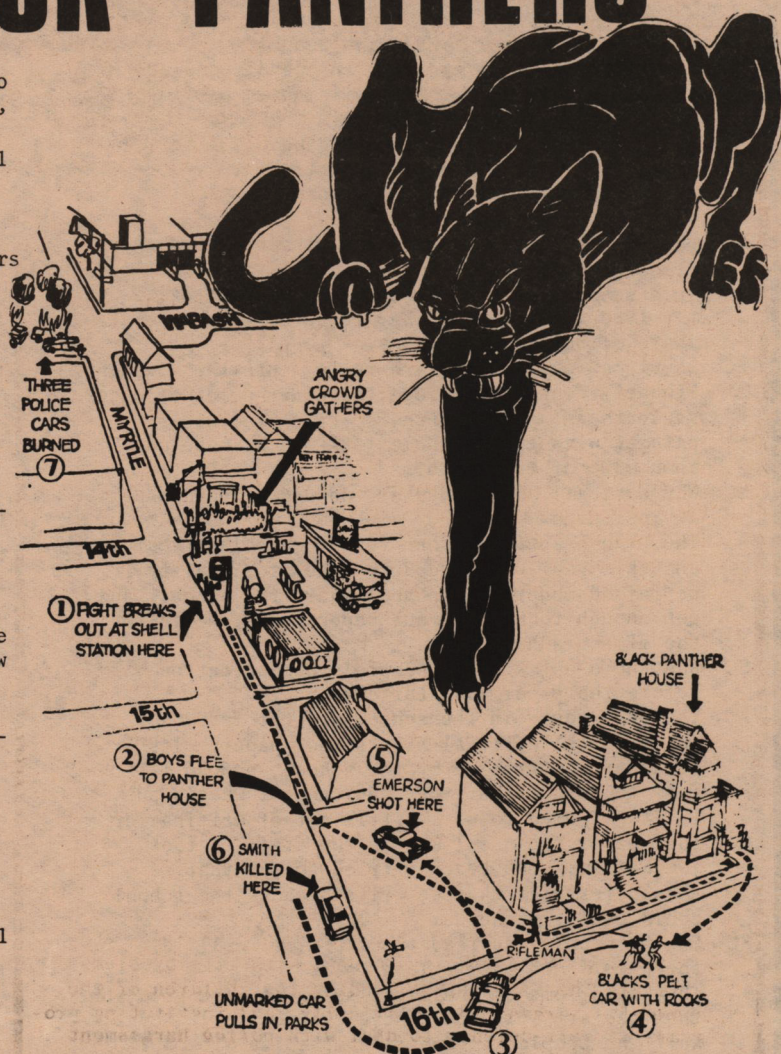 PANTHERS
WABASH
THREE
POLICE
CARS
BURNED
7
MYRTLE
ANGRY
CROWD
GATHERS
14th
1 FIGHT BREAKS
OUT AT SHELL
STATION HERE
15th
2 BOYS FLEE
TO PANTHER
HOUSE
BLACK PANTHER
HOUSE
5
EMERSON
SHOT HERE
6 SMITH
KILLED
HERE
RIFLEMAN
UNMARKED CAR
PULLS IN, PARKS
16th
3
BLACKS PELT
CAR WITH ROCKS
4